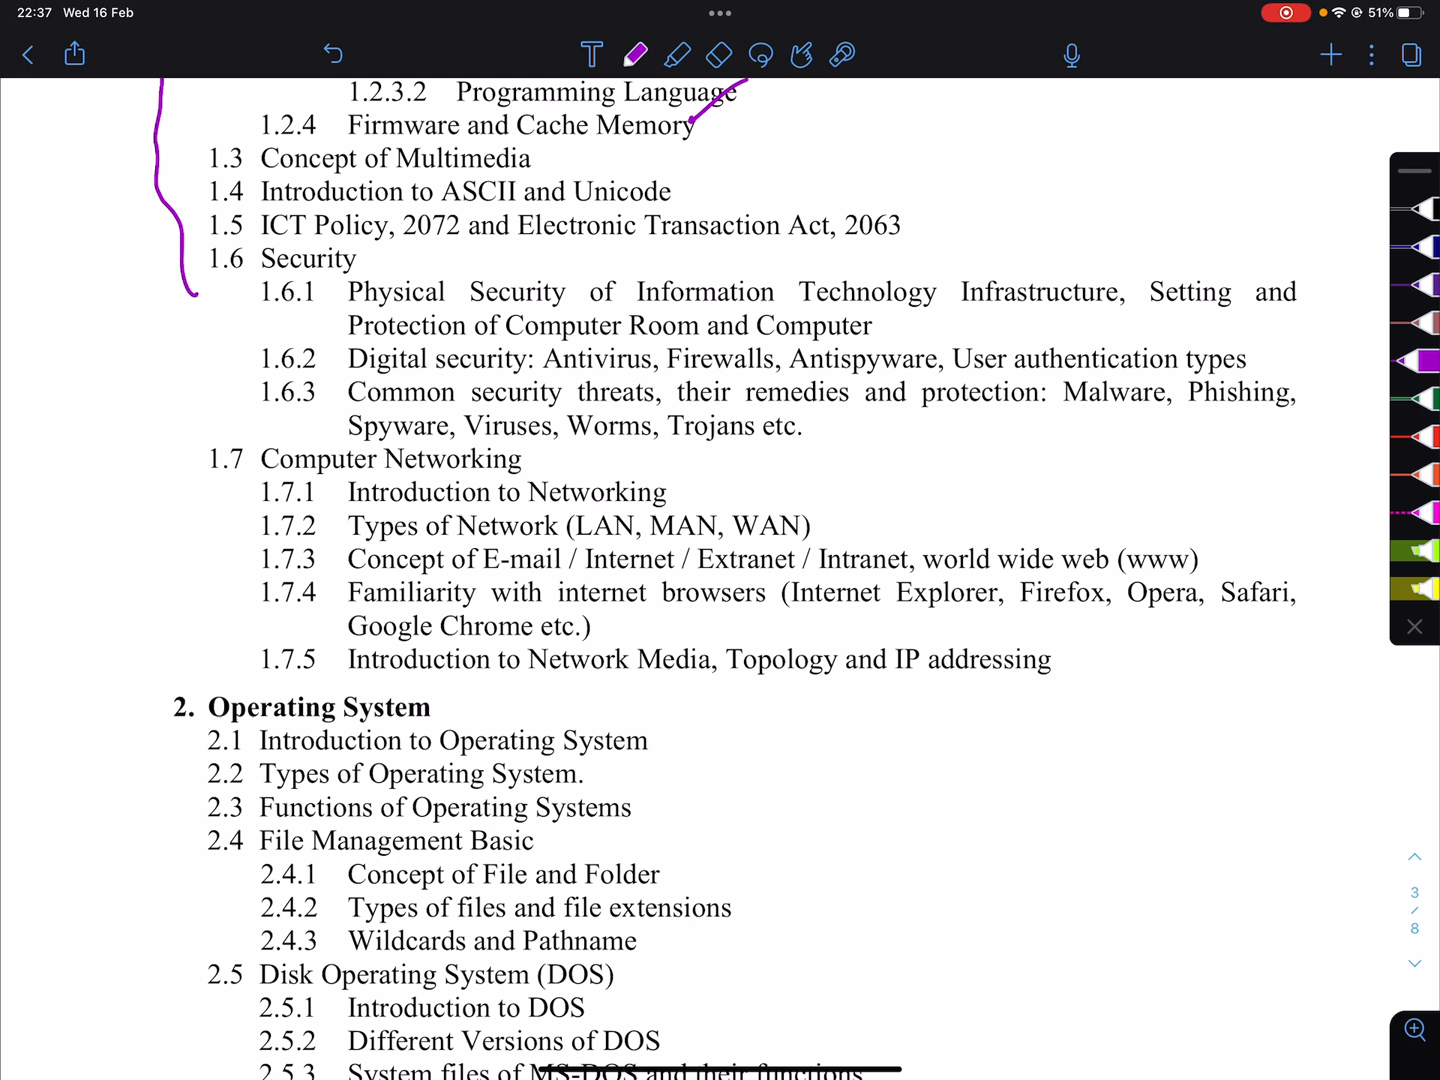 22:37 Wed 16 Feb
51%
1.2.3.2 Programming Language
1.2.4 Firmware and Cache Memory
1.3 Concept of Multimedia
1.4 Introduction to ASCII and Unicode
1.5 ICT Policy, 2072 and Electronic Transaction Act, 2063
1.6 Security
1.6.1 Physical Security of Information Technology Infrastructure, Setting and
Protection of Computer Room and Computer
1.6.2 Digital security: Antivirus, Firewalls, Antispyware, User authentication types
1.6.3 Common security threats, their remedies and protection: Malware, Phishing,
Spyware, Viruses, Worms, Trojans etc.
1.7 Computer Networking
1.7.1 Introduction to Networking
1.7.2 Types of Network (LAN, MAN, WAN)
1.7.3 Concept of E-mail / Internet / Extranet / Intranet, world wide web (www)
1.7.4 Familiarity with internet browsers (Internet Explorer, Firefox, Opera, Safari,
Google Chrome etc.)
1.7.5 Introduction to Network Media, Topology and IP addressing
2. Operating System
2.1 Introduction to Operating System
2.2 Types of Operating System.
2.3 Functions of Operating Systems
2.4 File Management Basic
2.4.1 Concept of File and Folder
2.4.2 Types of files and file extensions
2.4.3 Wildcards and Pathname
2.5 Disk Operating System (DOS)
2.5.1 Introduction to DOS
2.5.2 Different Versions of DOS
2.5.3 System files of MS-DOS and their functions
3
/
8